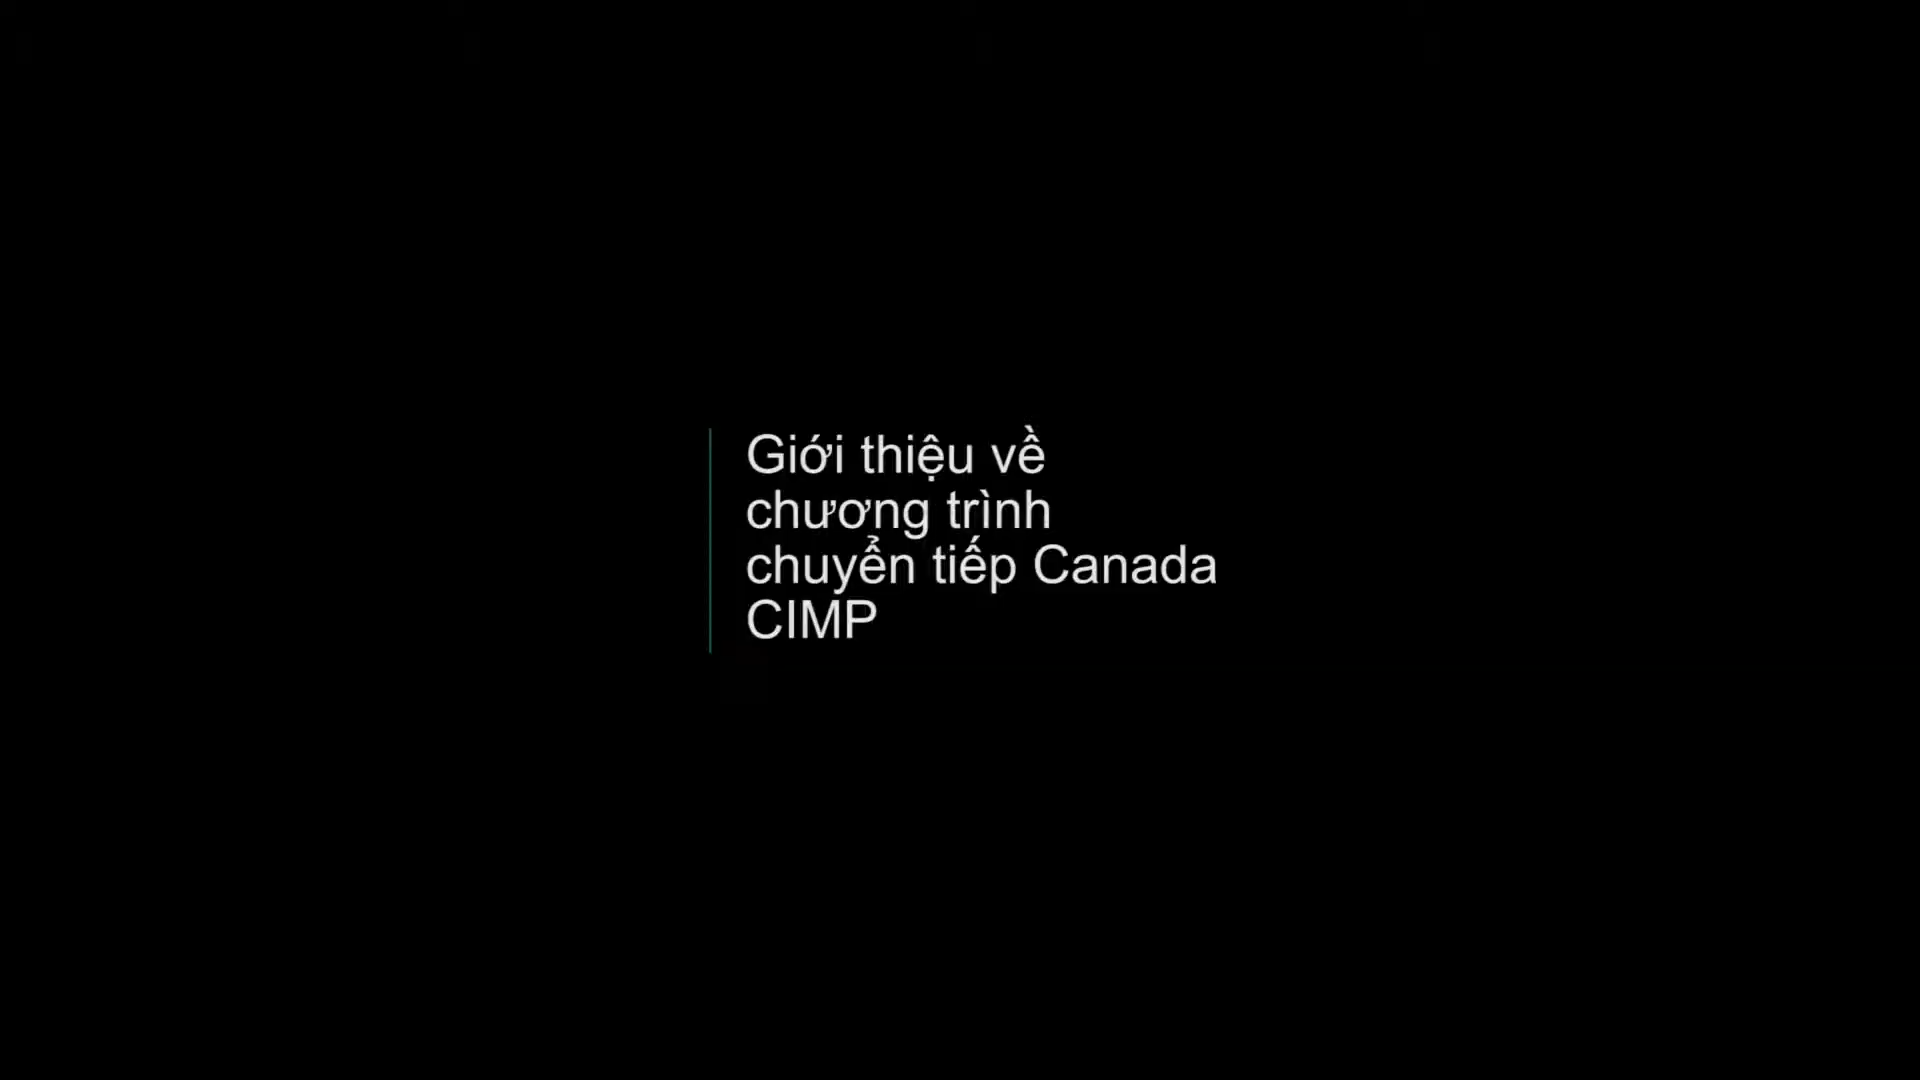 Giới thiệu về
chương trình
chuyển tiếp Canada
CIMP